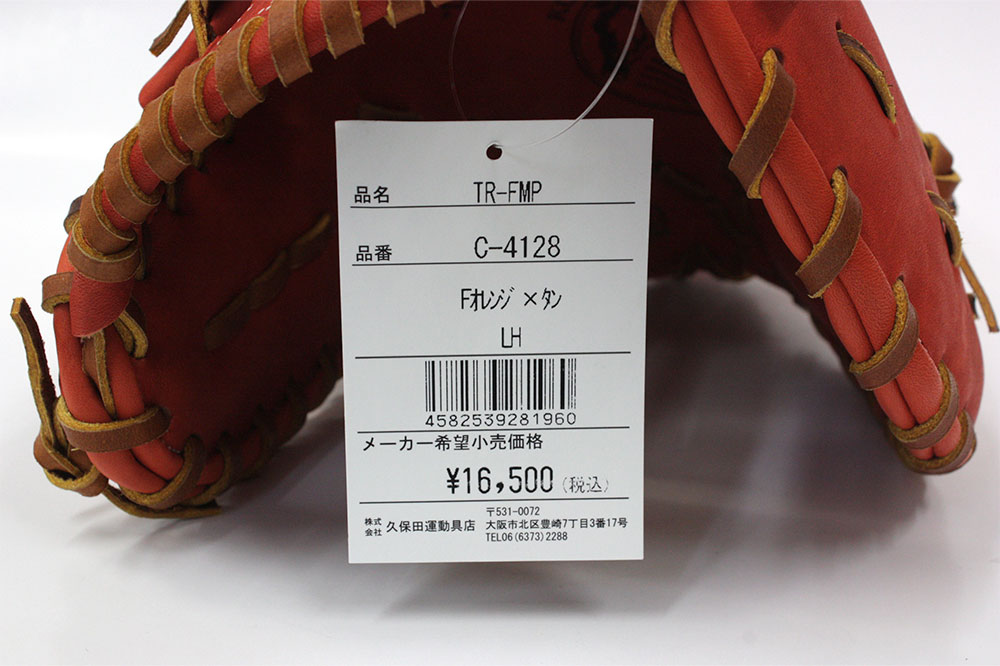 品名 TR-FMP
品番 C-4128
Fｵﾚﾝｼﾞ ×ﾀﾝ
LH
4582539281960
メーカー希望小売価格
¥16,500(税込)
株式会社 久保田運動具店
〒531-0072
大阪市北区豊崎7丁目3番17号
TEL06(6373)2288